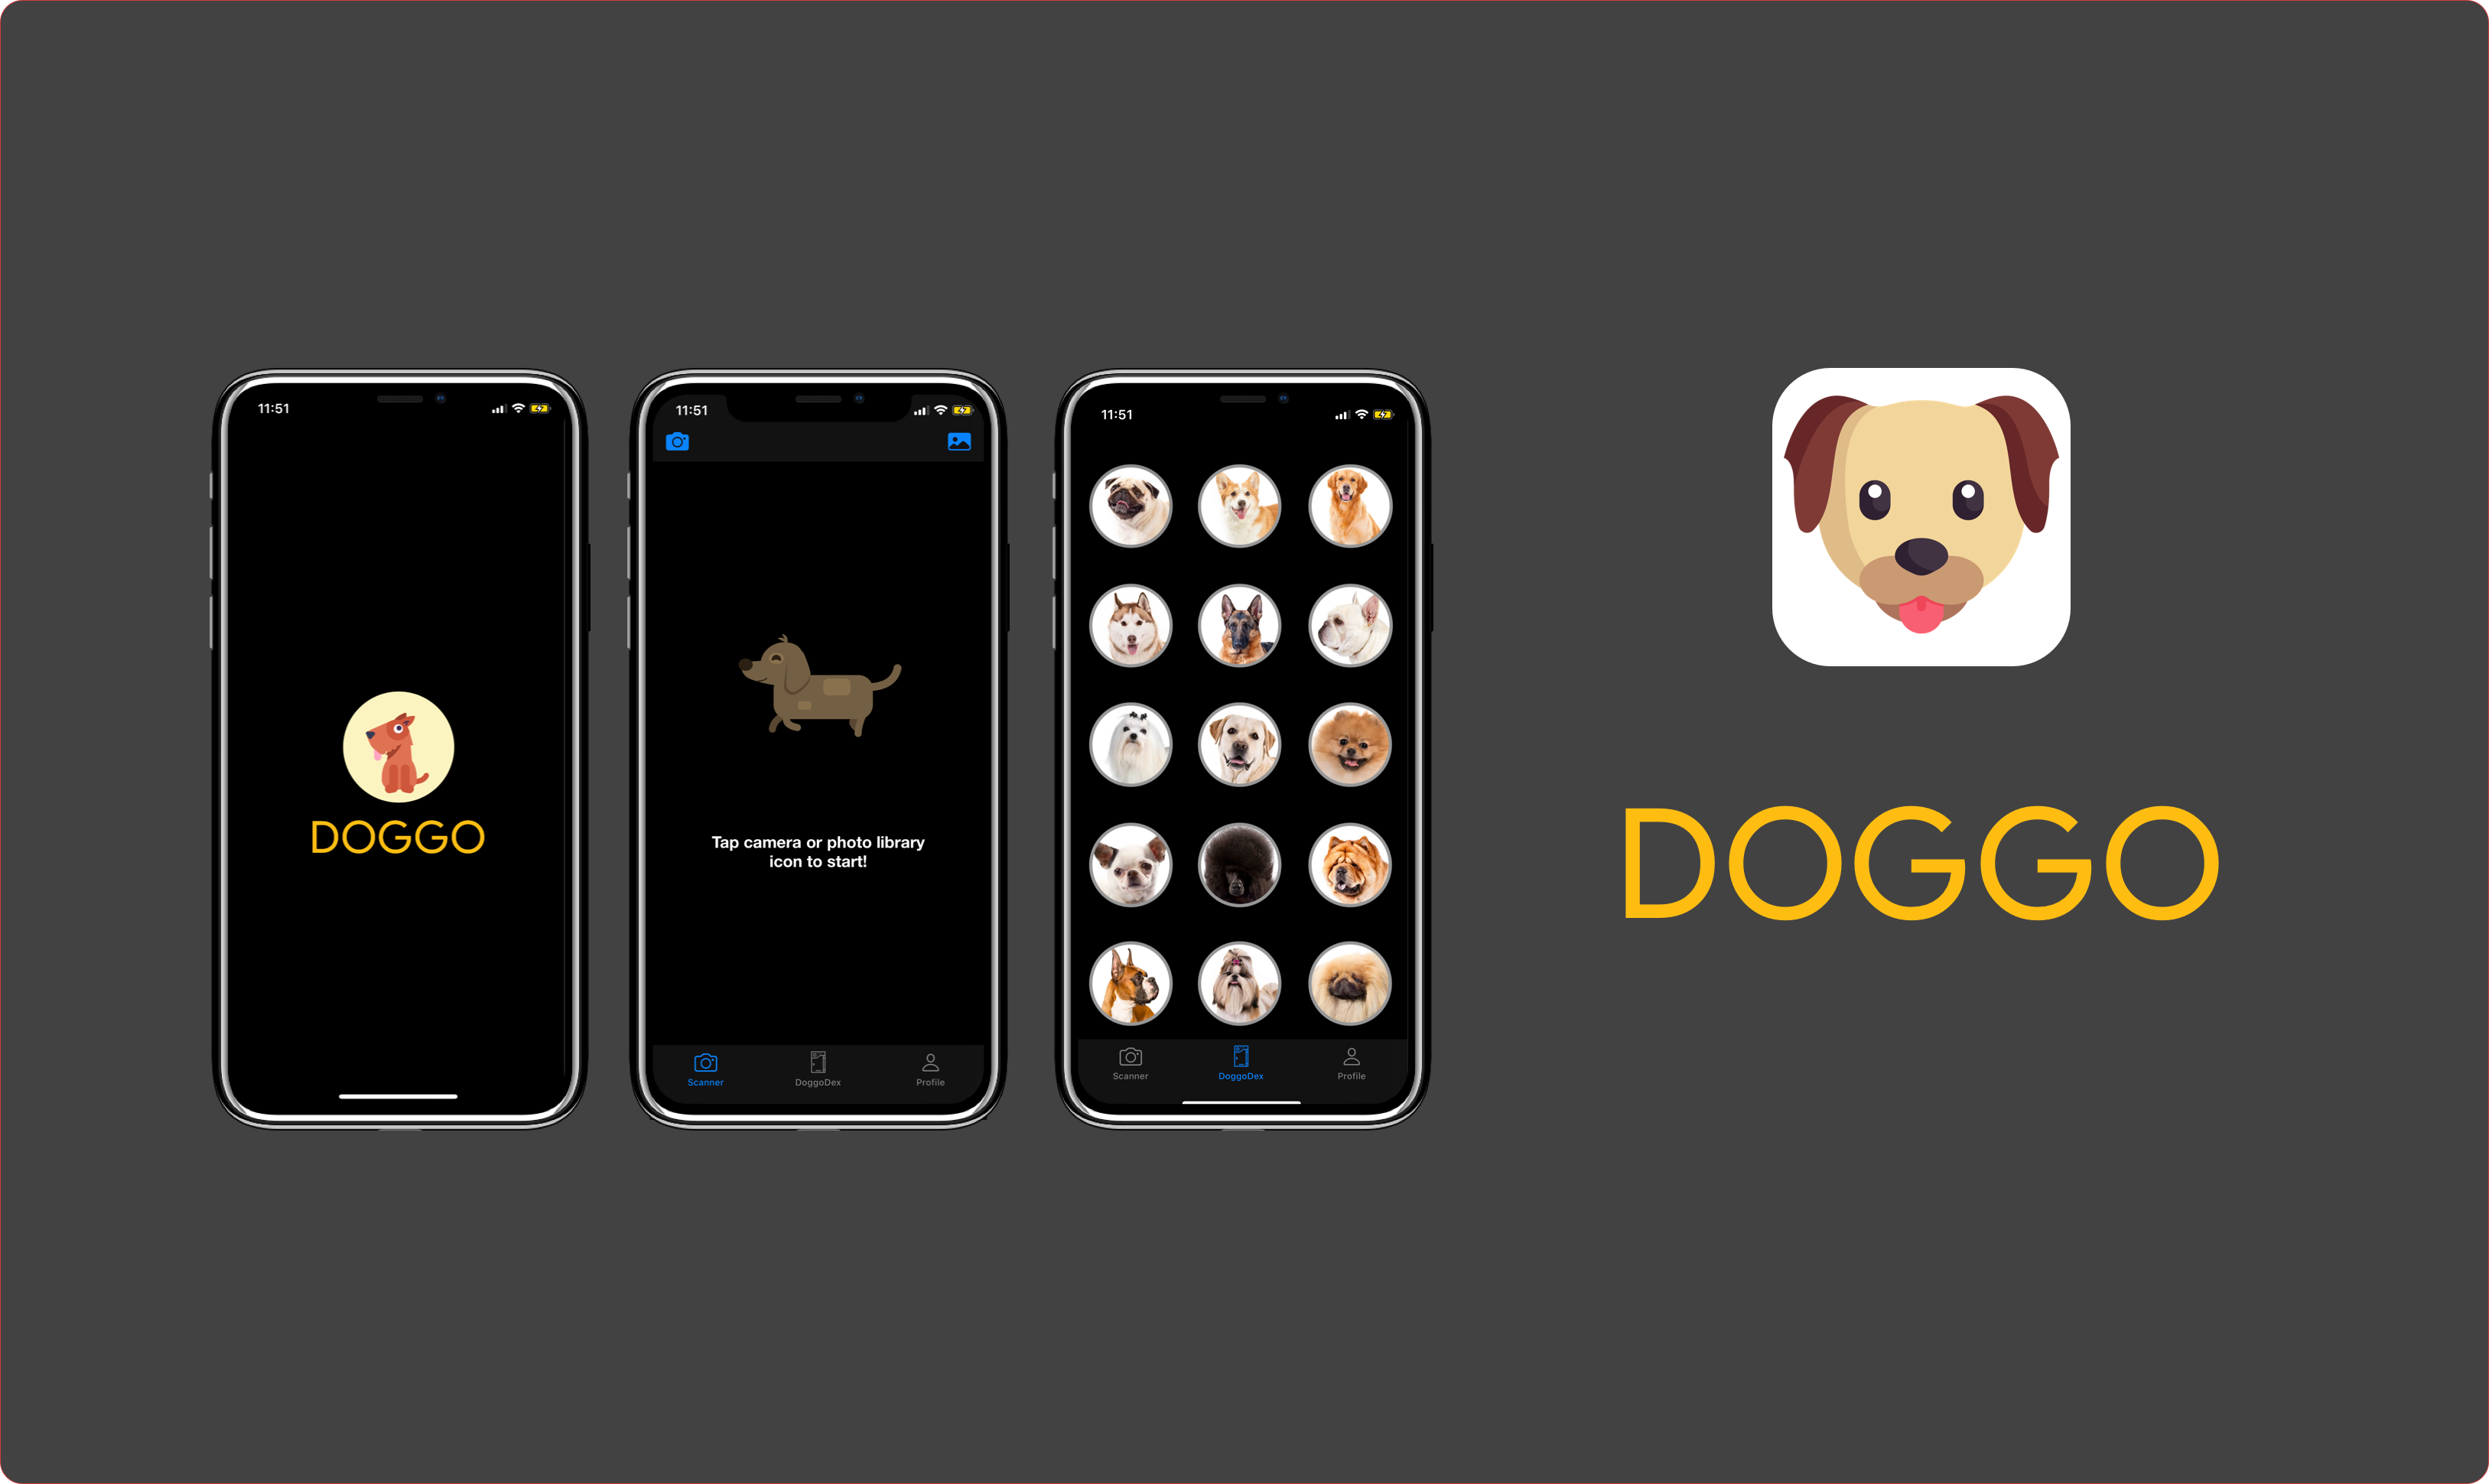 11:51
DOGGO
11:51
Tap camera or photo library
icon to start!
Scanner
DoggoDex
Profile
11:51
Scanner
DoggoDex
Profile
DOGGO